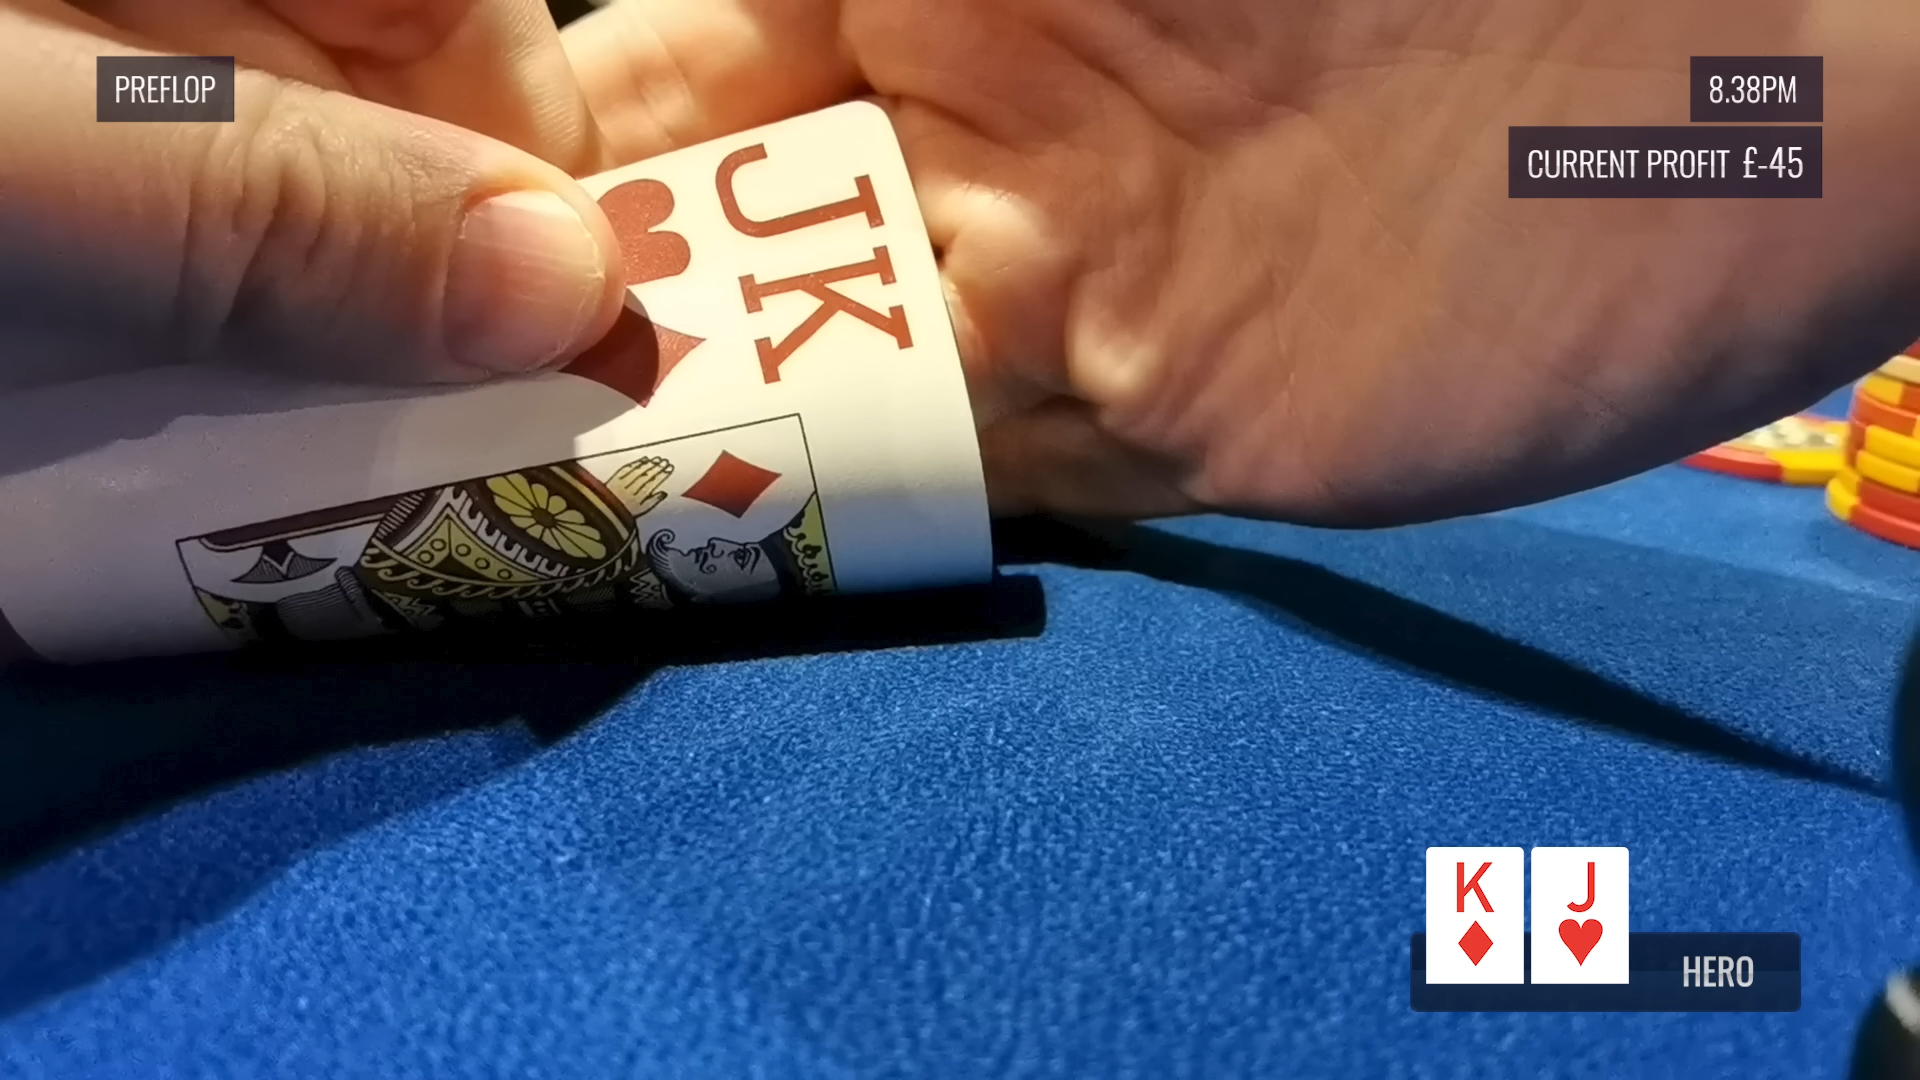 PREFLOP
8.38PM
CURRENT PROFIT £-45
J
K
K J
HERO